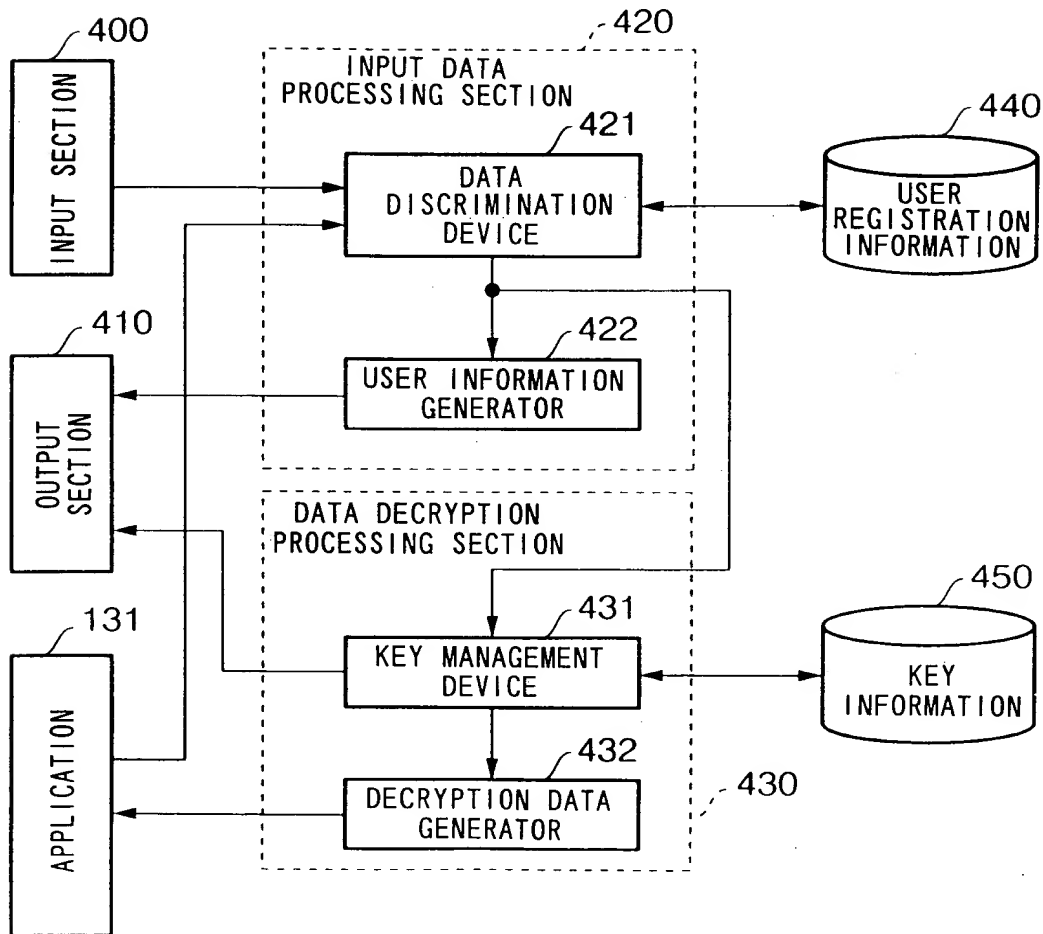 400
INPUT SECTION
420
INPUT DATA
PROCESSING SECTION
421
DATA
DISCRIMINATION
DEVICE
440
USER
REGISTRATION
INFORMATION
422
USER INFORMATION
GENERATOR
410
OUTPUT
SECTION
DATA DECRYPTION
PROCESSING SECTION
431
KEY MANAGEMENT
DEVICE
450
KEY
INFORMATION
131
APPLICATION
432
DECRYPTION DATA
GENERATOR
430